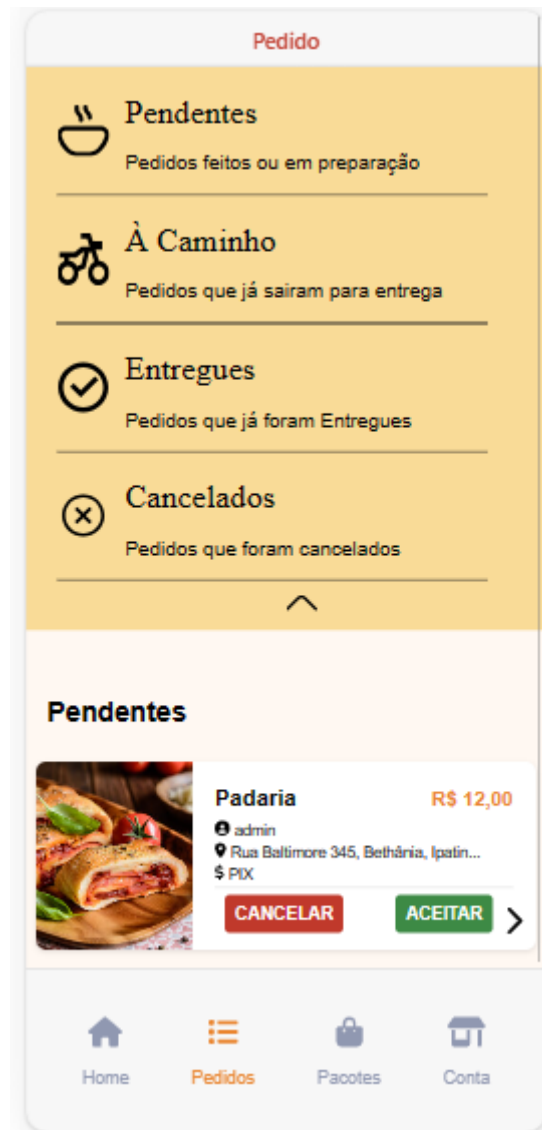 Pedido
Pendentes
Pedidos feitos ou em preparação
À Caminho
Pedidos que já sairam para entrega
Entregues
Pedidos que já foram Entregues
Cancelados
Pedidos que foram cancelados
Pendentes
Padaria R$ 12,00
admin
Rua Baltimore 345, Bethânia, Ipatin...
$ PIX
CANCELAR ACEITAR
Home Pedidos Pacotes Conta